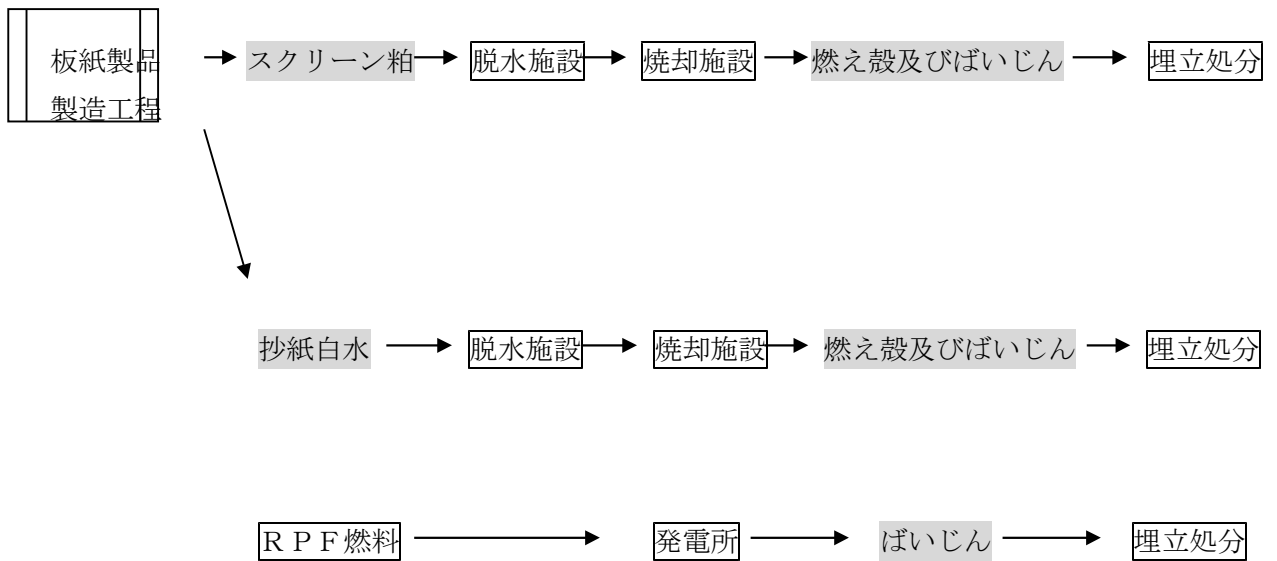 板紙製品
製造工程
スクリーン粕
脱水施設
焼却施設
燃え殻及びばいじん
埋立処分
抄紙白水
脱水施設
焼却施設
燃え殻及びばいじん
埋立処分
ＲＰＦ燃料
発電所
ばいじん
埋立処分